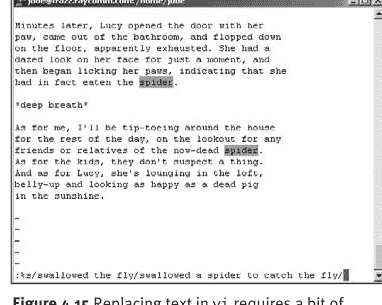 Minutes later, Lucy opened the door with her
paw, came out of the bathroom, and flopped down
on the floor, apparently exhausted. She had a
dazed look on her face for just a moment, and
then began licking her paws, indicating that she
had in fact eaten the spider.
*deep breath*
As for me, I'll be tip-toeing around the house
for the rest of the day, on the lookout for any
friends or relatives of the now-dead spider.
As for the kids, they don't suspect a thing.
And as for Lucy, she's lounging in the loft,
belly-up and looking as happy as a dead pig
in the sunshine.
~
~
~
~
~
:%s/swallowed the fly/swallowed a spider to catch the fly/
Figure 4.15 Replacing text in vi requires a bit of